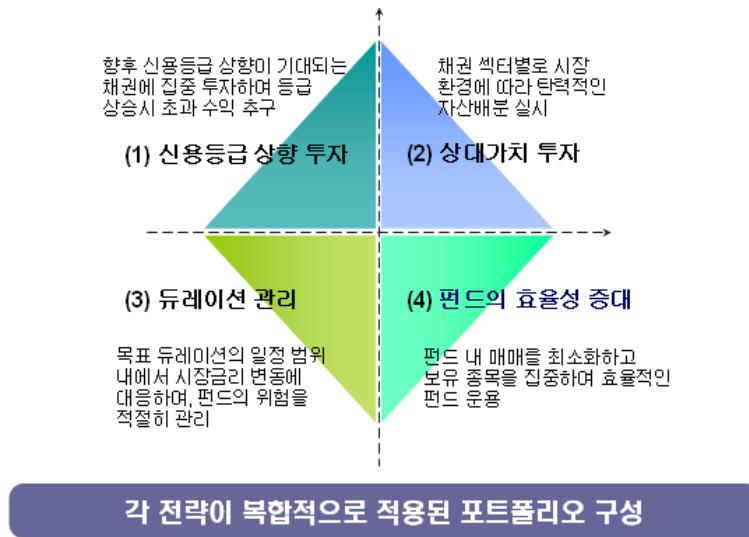 향후 신용등급 상향이 기대되는
채권에 집중 투자하며 등급
상승시 초과 수익 추구
(1) 신용등급 상향 투자
채권 섹터별로 시장
환경에 따라 탄력적인
자산배분 실시
(2) 상대가치 투자
(3) 듀레이션 관리
목표 듀레이션의 일정 범위
내에서 시장금리 변동에
대응하며, 펀드의 위험을
적절히 관리
(4) 펀드의 효율성 증대
펀드 내 매매를 최소화하고
보유 종목을 집중하며 효율적인
펀드 운용
각 전략이 복합적으로 적용된 포트폴리오 구성